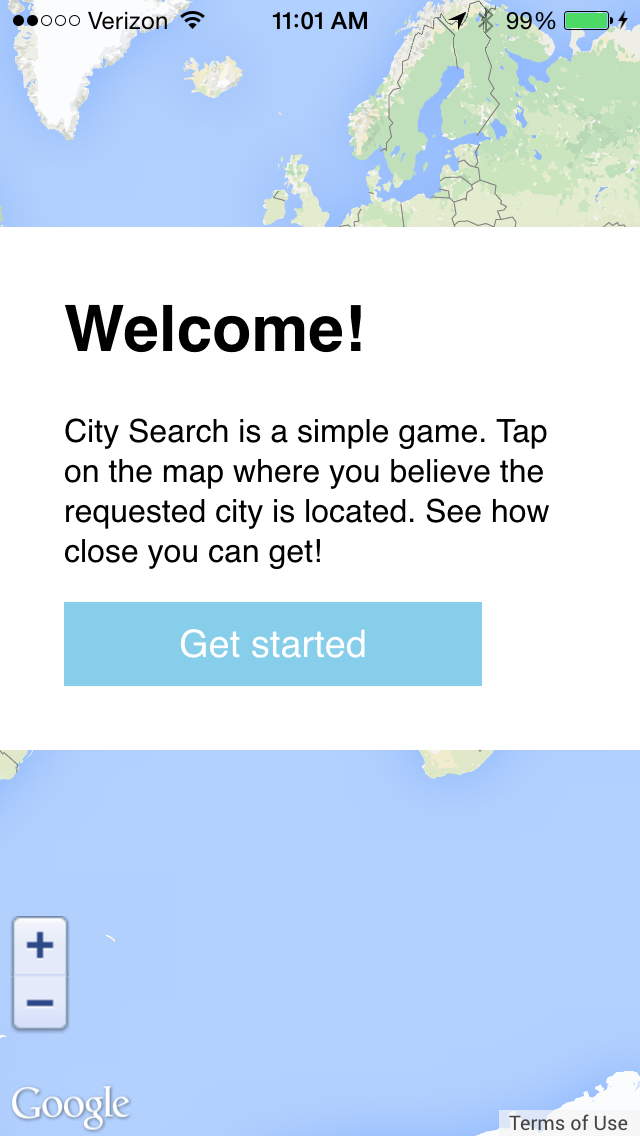 Verizon 11:01 AM 99%
Welcome!
City Search is a simple game. Tap
on the map where you believe the
requested city is located. See how
close you can get!
Get started
+
−
Google
Terms of Use